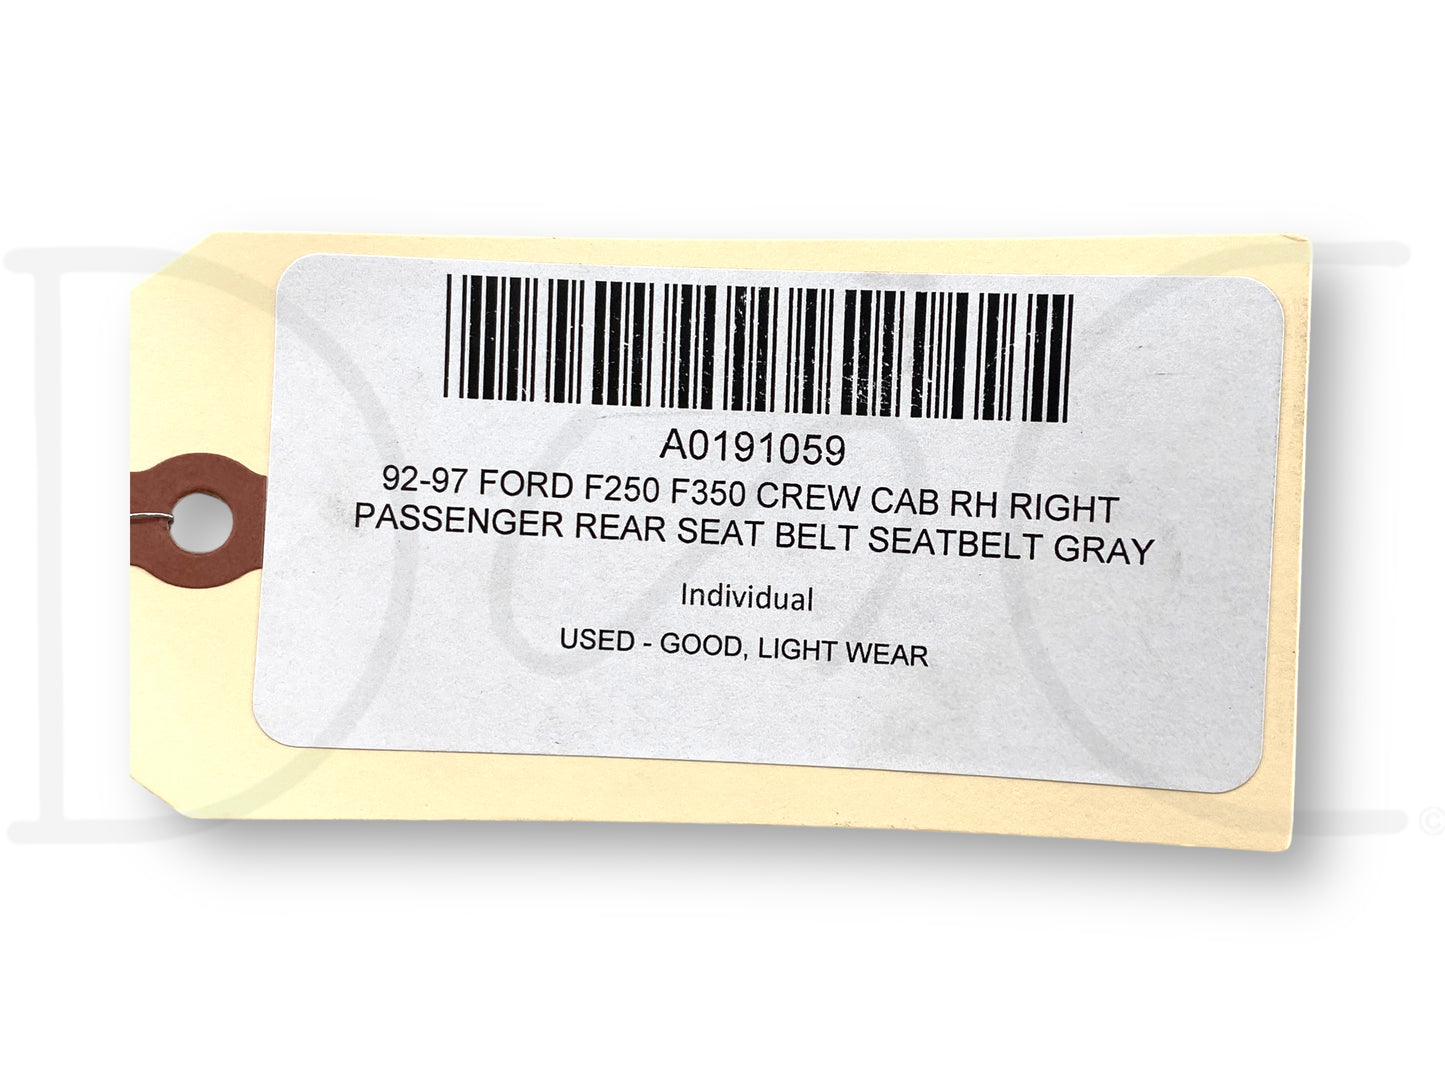 A0191059
92-97 FORD F250 F350 CREW CAB RH RIGHT
PASSENGER REAR SEAT BELT SEATBELT GRAY
Individual
USED - GOOD, LIGHT WEAR
©